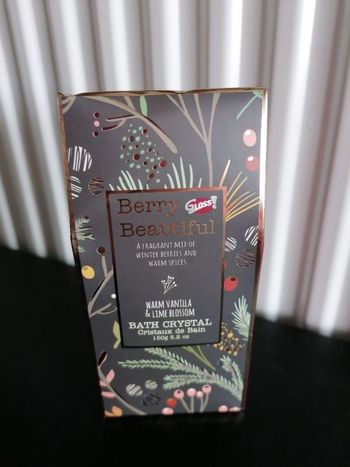 Berry Gloss!
Beautiful
A FRAGRANT MIX OF
WINTER BERRIES AND
WARM SPICES
WARM VANILLA
& LIME BLOSSOM
BATH CRYSTAL
Cristaux de Bain
150g 5.2 oz